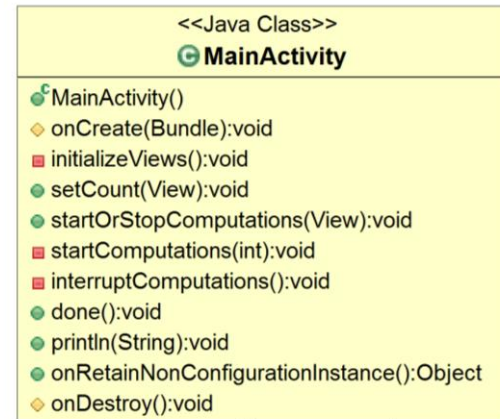 <<Java Class>>
C MainActivity
C MainActivity()
onCreate(Bundle):void
initializeViews():void
setCount(View):void
startOrStopComputations(View):void
startComputations(int):void
interruptComputations():void
done():void
println(String):void
onRetainNonConfigurationInstance():Object
onDestroy():void